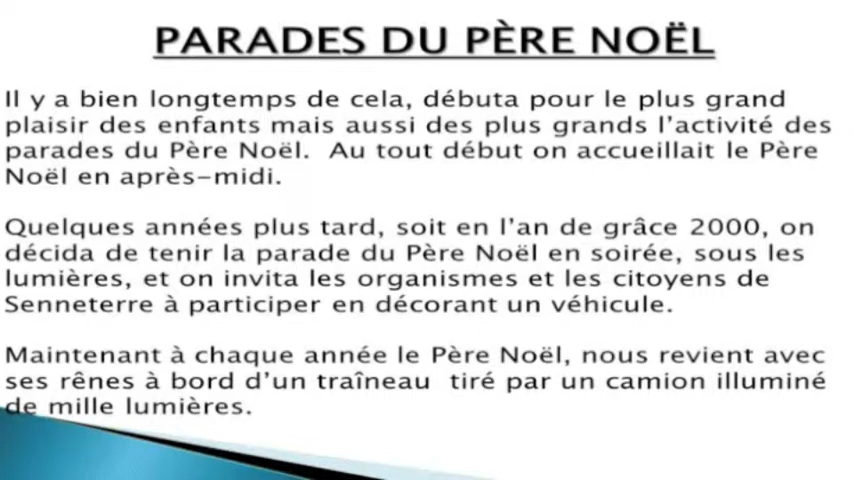 PARADES DU PÈRE NOËL
Il y a bien longtemps de cela, débuta pour le plus grand
plaisir des enfants mais aussi des plus grands l'activité des
parades du Père Noël.  Au tout début on accueillait le Père
Noël en après-midi.
Quelques années plus tard, soit en l'an de grâce 2000, on
décida de tenir la parade du Père Noël en soirée, sous les
lumières, et on invita les organismes et les citoyens de
Senneterre à participer en décorant un véhicule.
Maintenant à chaque année le Père Noël, nous revient avec
ses rênes à bord d'un traîneau  tiré par un camion illuminé
de mille lumières.